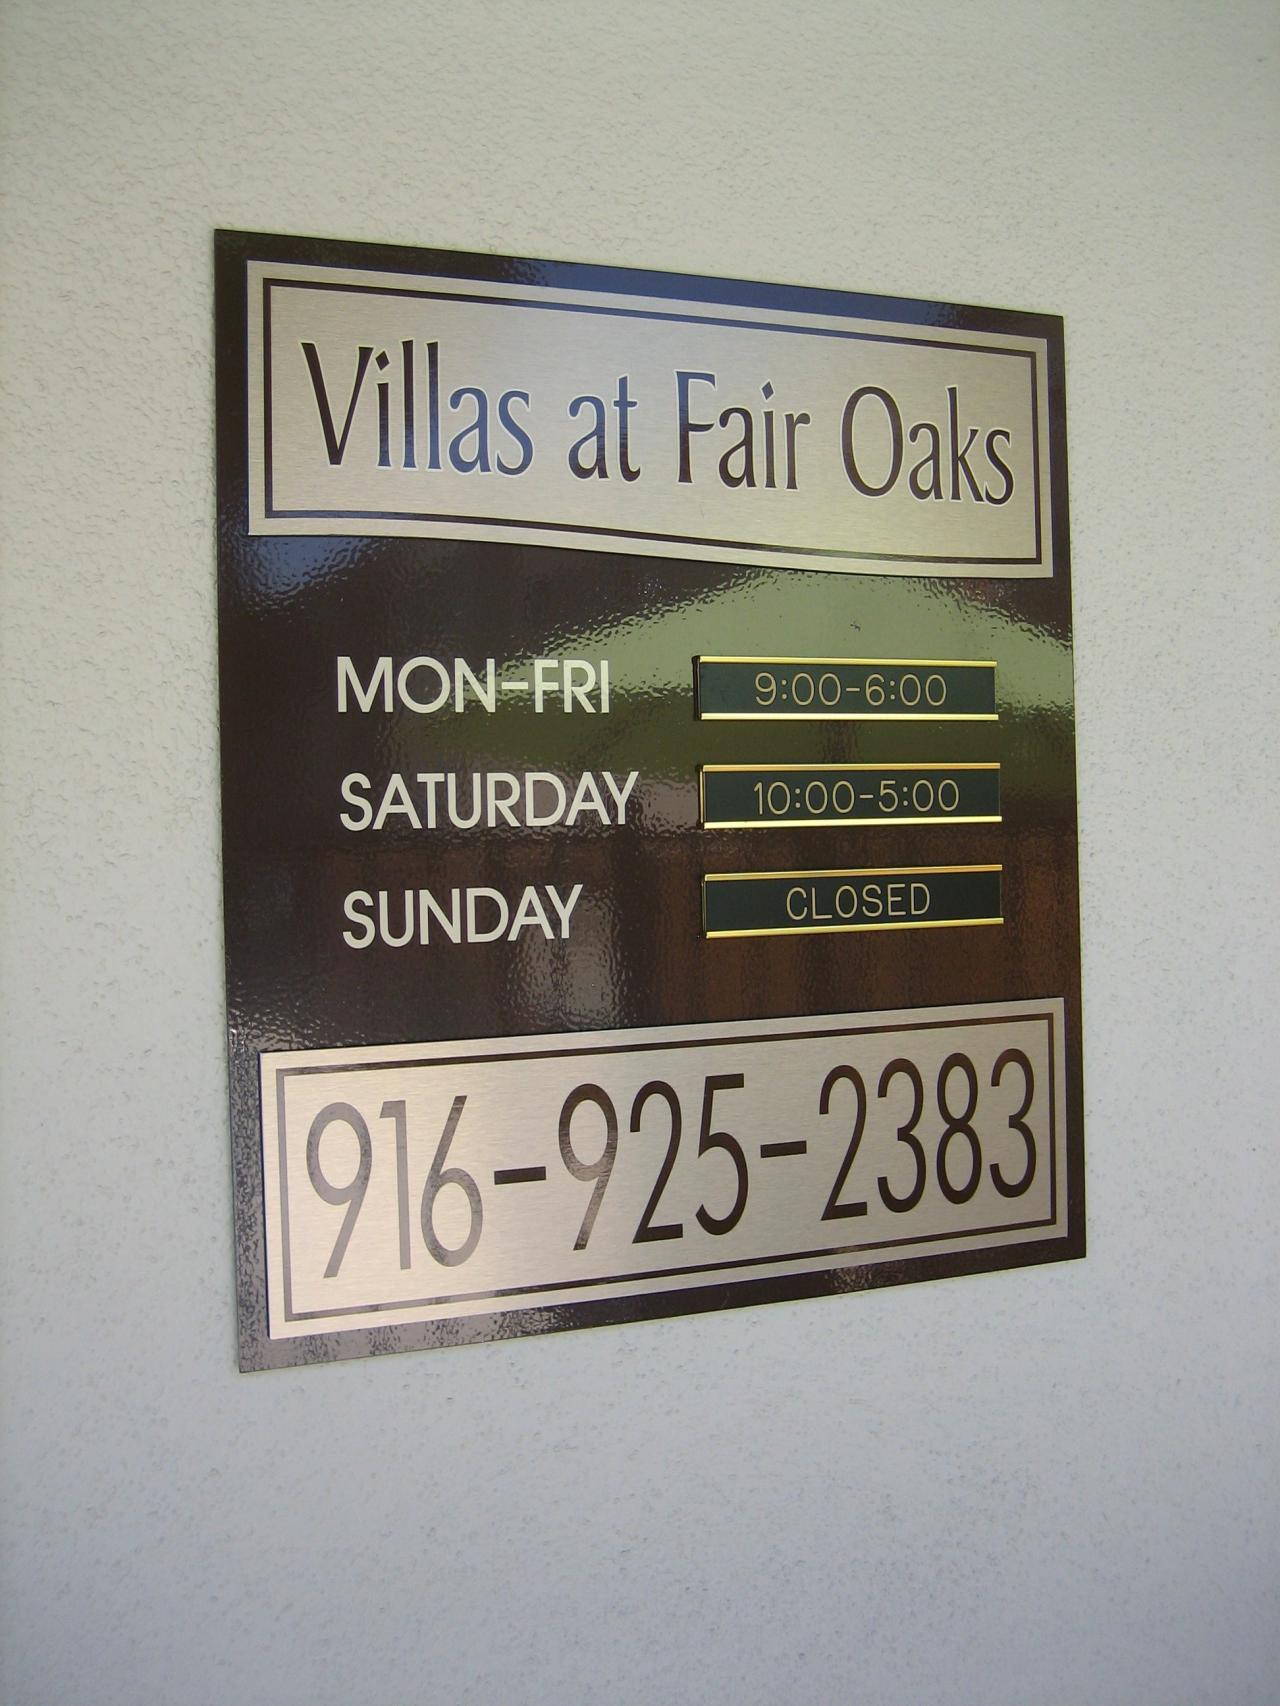 Villas at Fair Oaks
MON-FRI 9:00-6:00
SATURDAY 10:00-5:00
SUNDAY CLOSED
916-925-2383